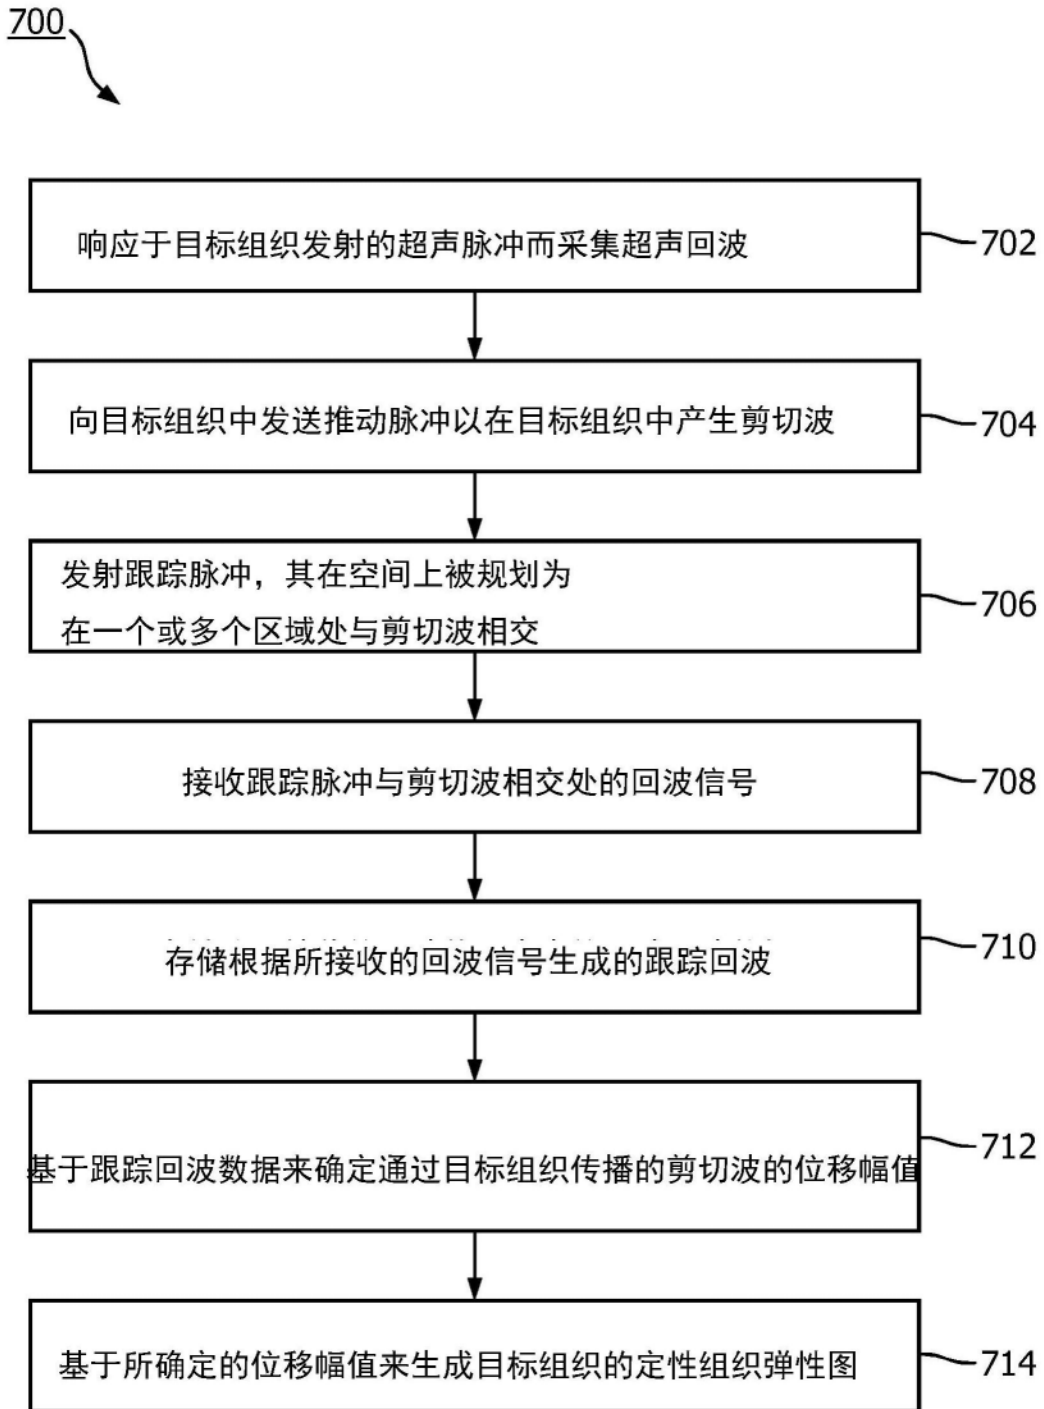 700
响应于目标组织发射的超声脉冲而采集超声回波
702
向目标组织中发送推动脉冲以在目标组织中产生剪切波
704
发射跟踪脉冲，其在空间上被规划为
在一个或多个区域处与剪切波相交
706
接收跟踪脉冲与剪切波相交处的回波信号
708
存储根据所接收的回波信号生成的跟踪回波
710
基于跟踪回波数据来确定通过目标组织传播的剪切波的位移幅值
712
基于所确定的位移幅值来生成目标组织的定性组织弹性图
714